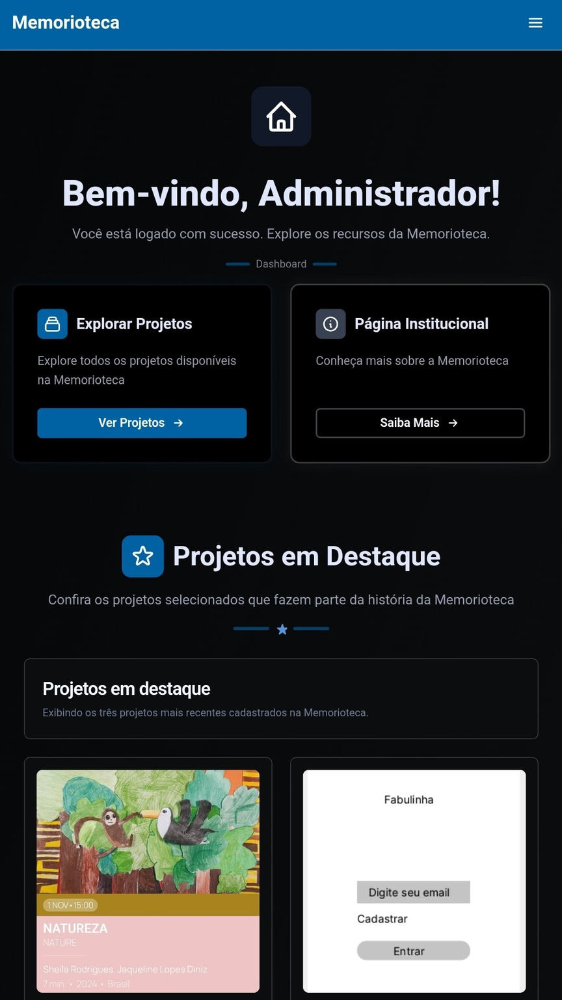 Memorioteca
Bem-vindo, Administrador!
Você está logado com sucesso. Explore os recursos da Memorioteca.
Dashboard
Explorar Projetos
Explore todos os projetos disponíveis
na Memorioteca
Ver Projetos →
Página Institucional
Conheça mais sobre a Memorioteca
Saiba Mais →
Projetos em Destaque
Confira os projetos selecionados que fazem parte da história da Memorioteca
Projetos em destaque
Exibindo os três projetos mais recentes cadastrados na Memorioteca.
1 NOV•15:00
NATUREZA
NATURE
Sheila Rodrigues, Jaqueline Lopes Diniz
7 min. • 2024 • Brasil
Fabulinha
Digite seu email
Cadastrar
Entrar